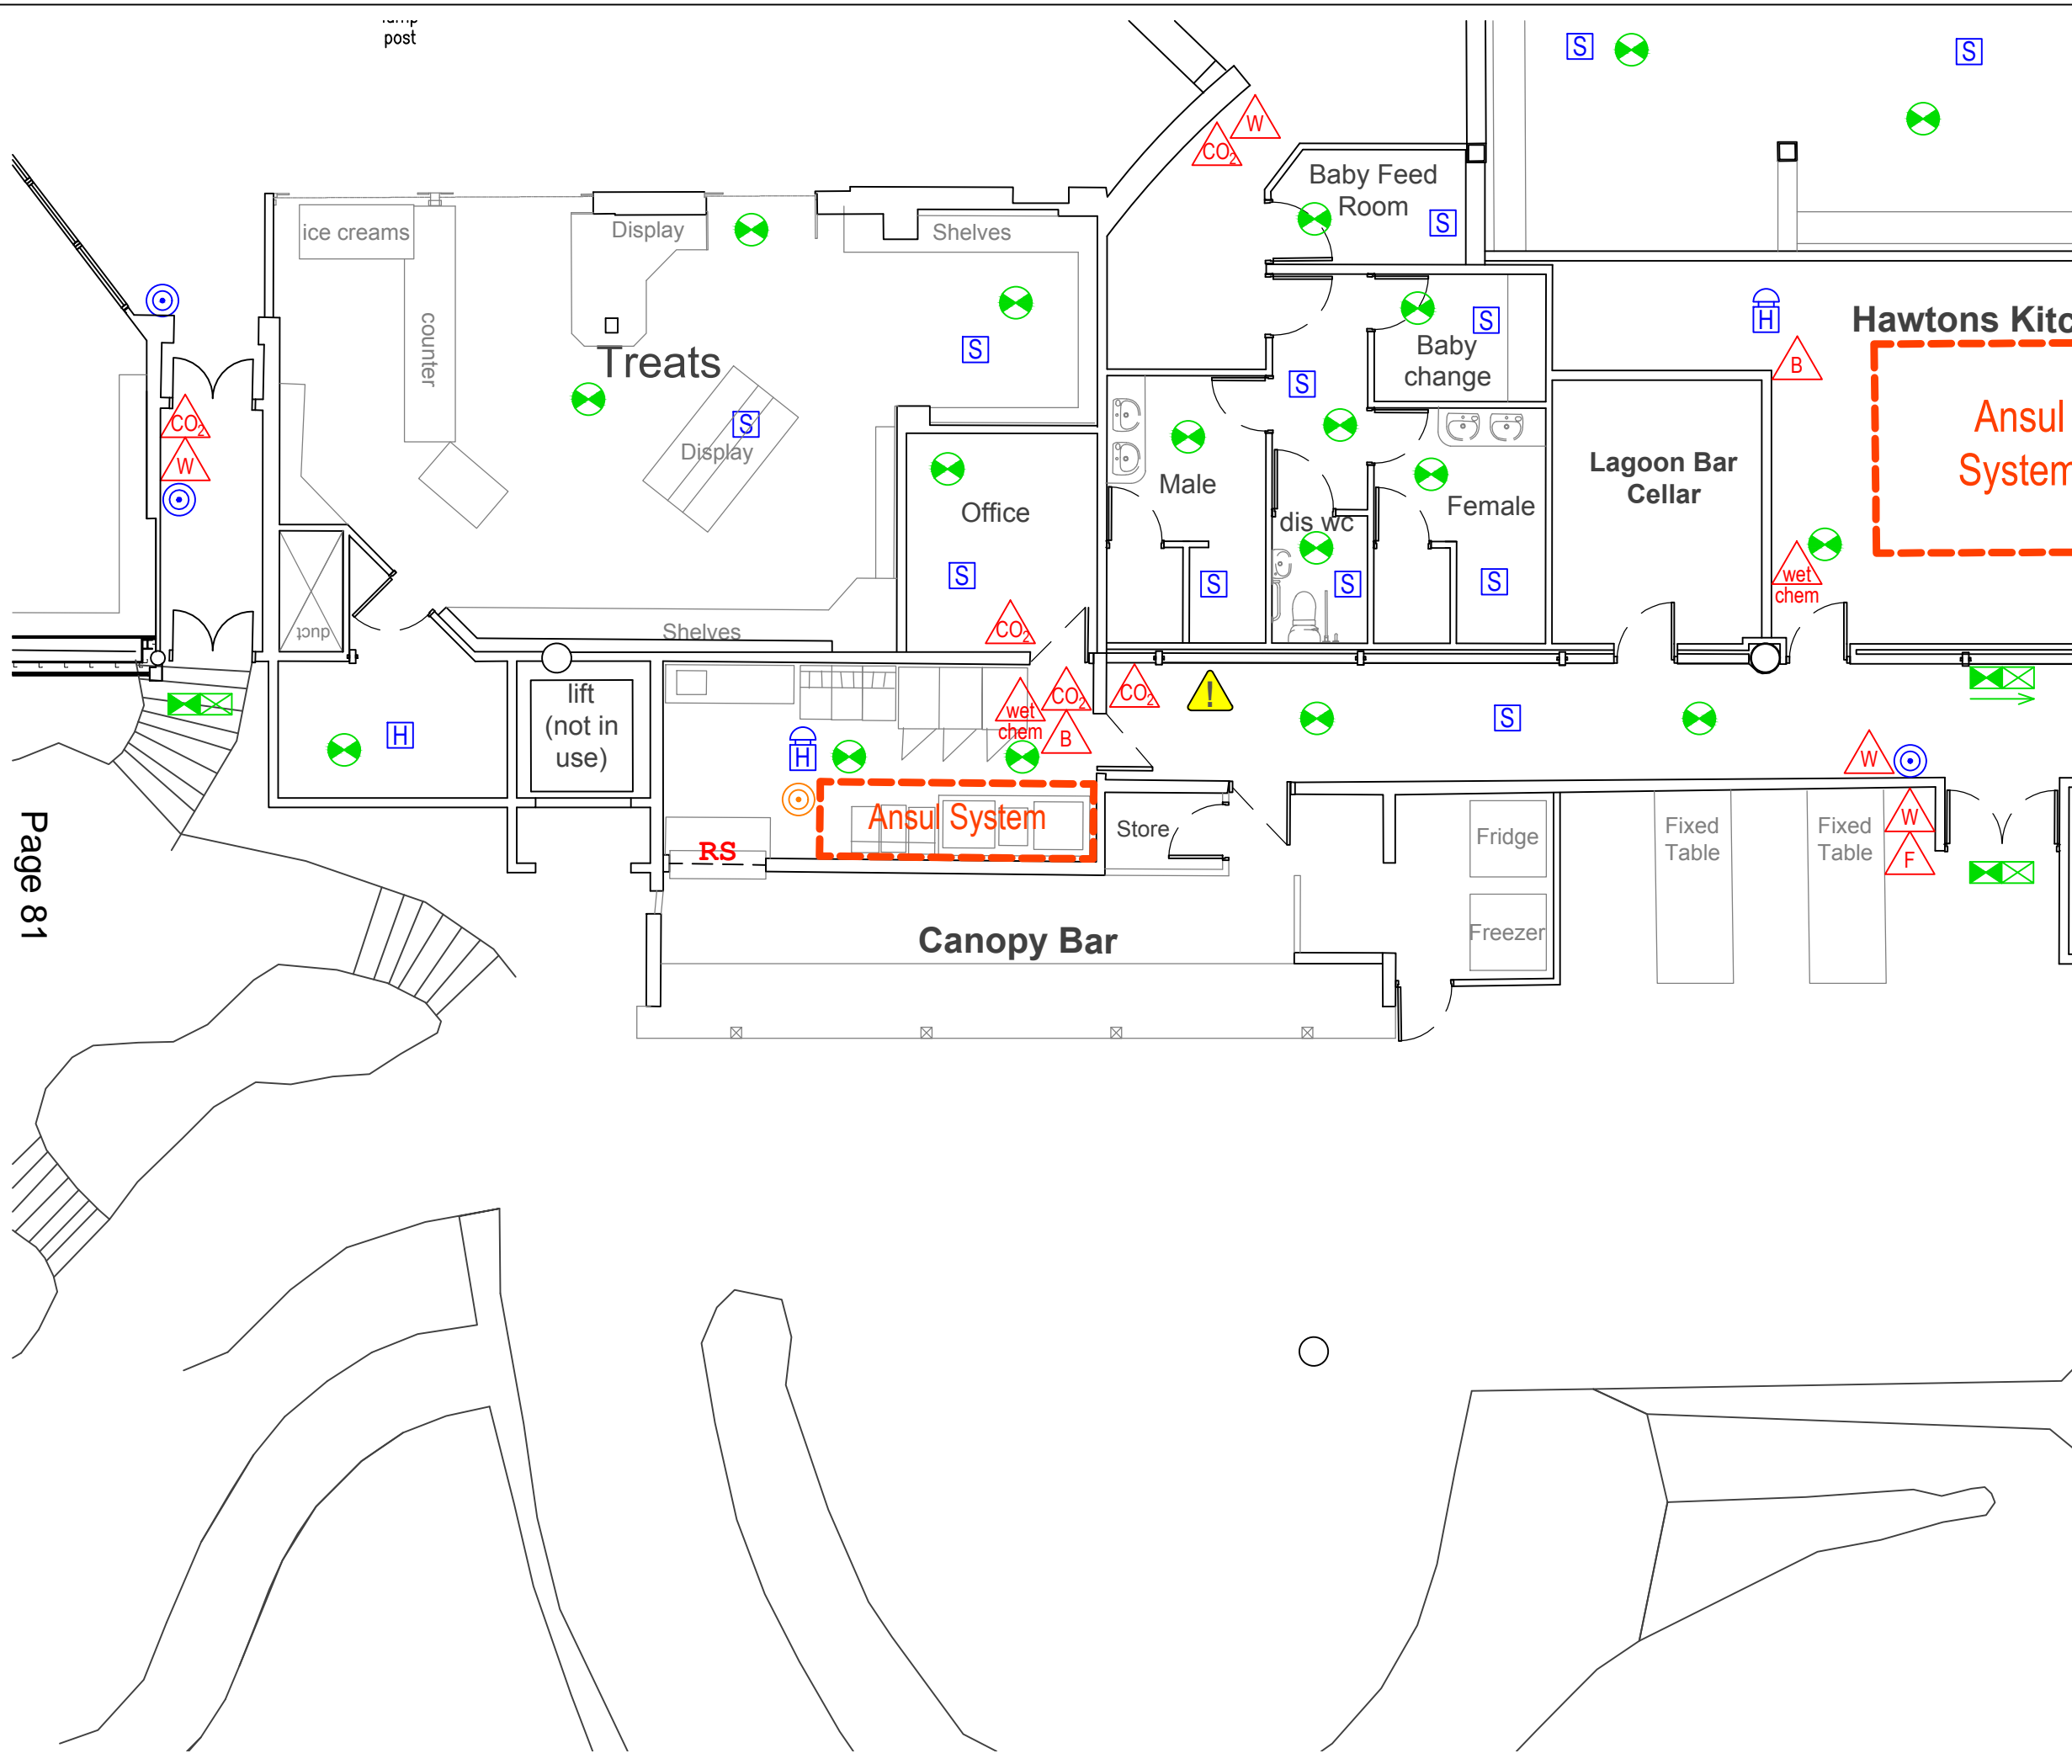 post
S
S
W
CO2
Baby Feed
Room
S
ice creams
Display
Shelves
counter
Treats
S
S
Display
H
Hawtons Kitc
B
S
Baby
change
S
Ansul
System
CO2
W
Male
Office
S
CO2
dis wc
Female
Lagoon Bar
Cellar
S
S
S
wet
chem
duct
Shelves
lift
(not in
use)
H
H
wet
chem
CO2
B
CO2
!
S
W
W
F
Ansul System
RS
Store
Fridge
Freezer
Fixed
Table
Fixed
Table
Canopy Bar
Page 81